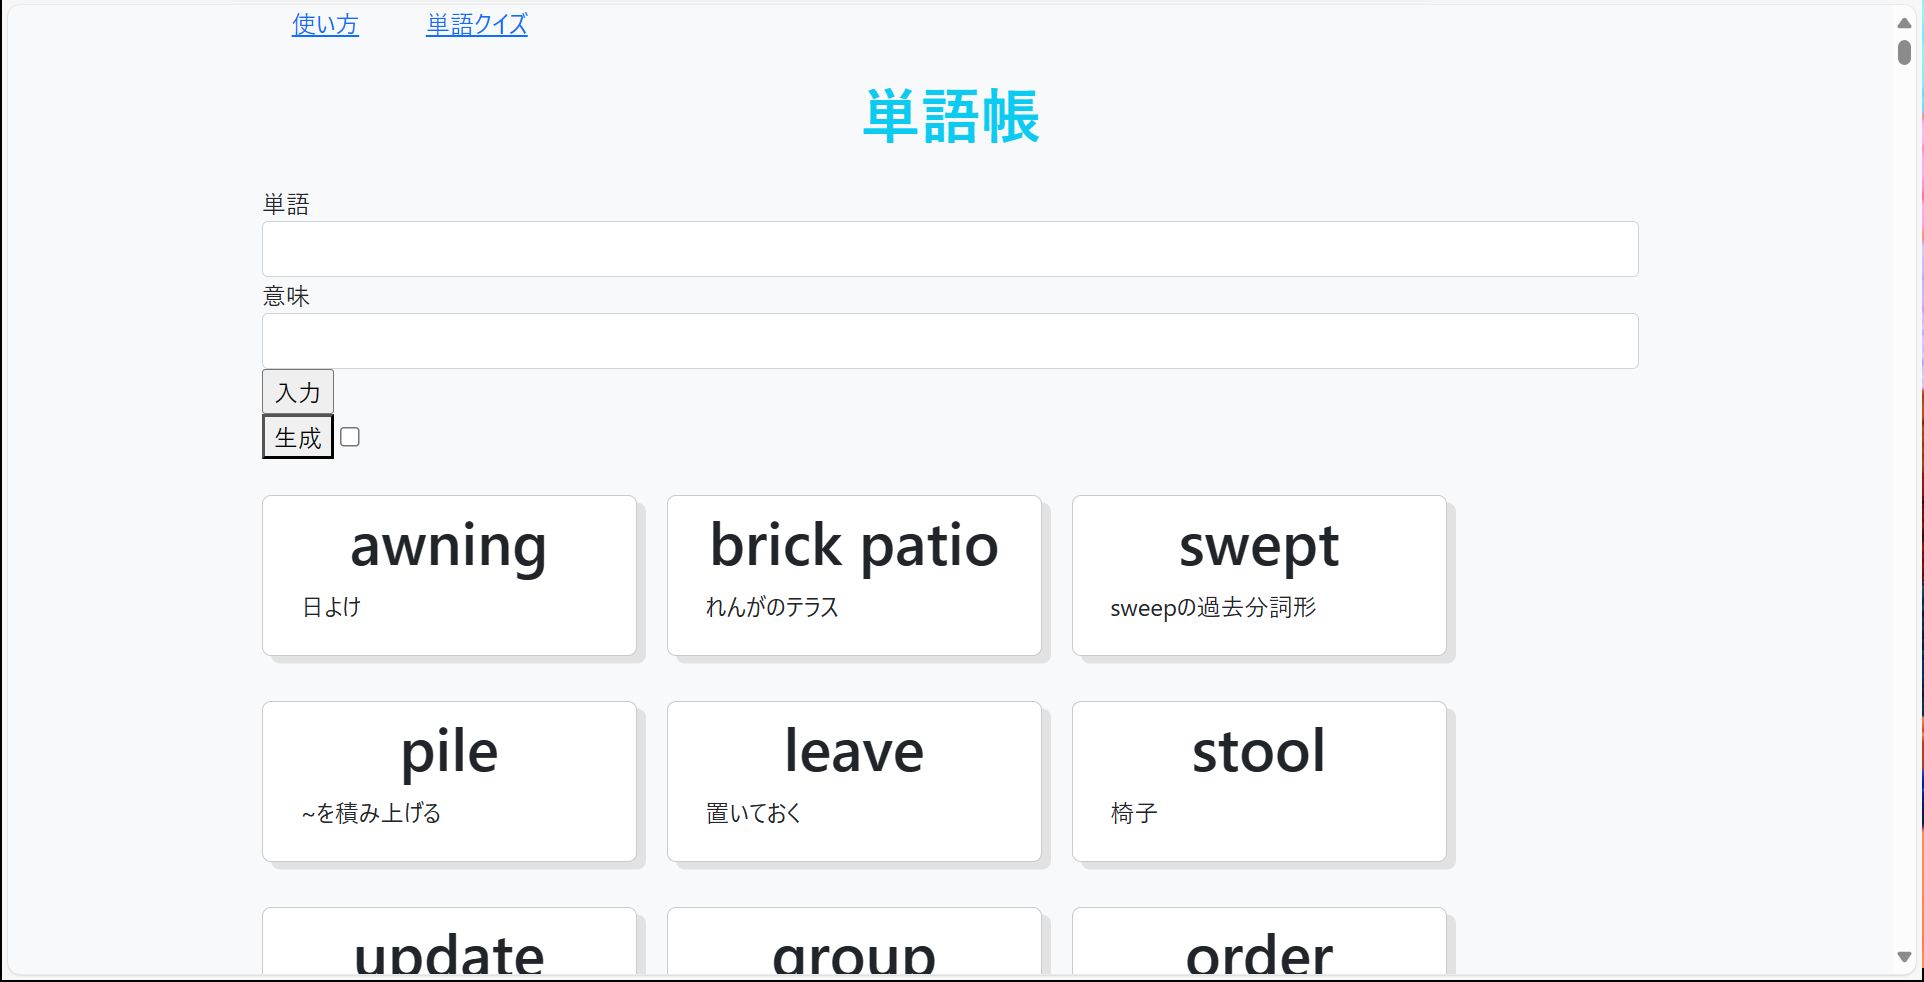 使い方 単語クイズ
単語帳
単語
意味
入力
生成
awning brick patio swept
日よけ れんがのテラス sweepの過去分詞形
pile leave stool
~を積み上げる 置いておく 椅子
update group order